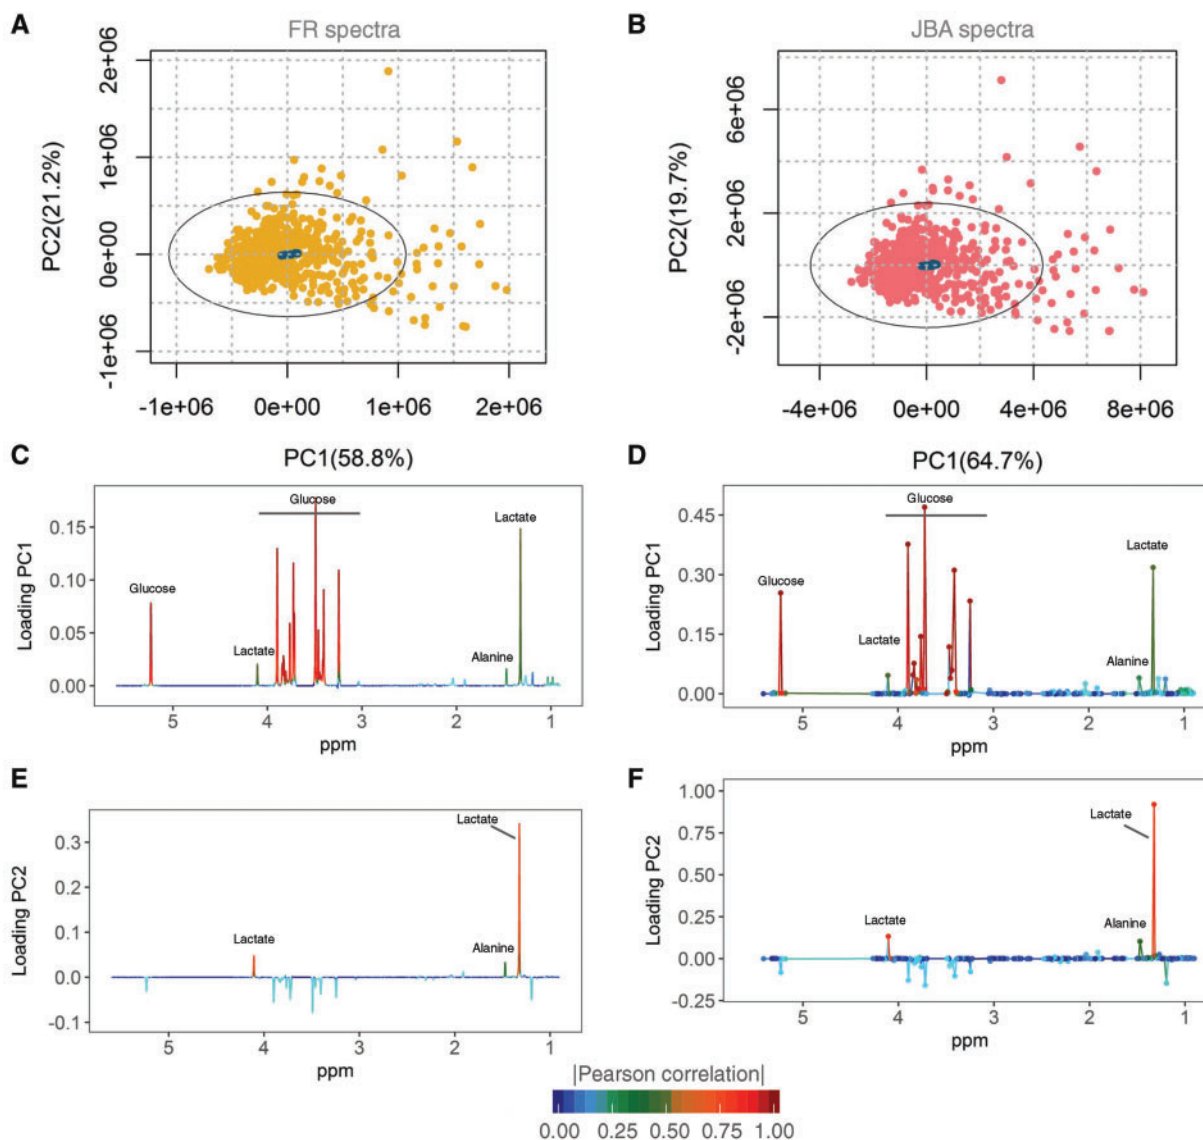 A
FR spectra
PC2(21.2%)
2e+06
1e+06
0e+00
-1e+06
-1e+06 0e+00 1e+06 2e+06
B
JBA spectra
PC2(19.7%)
6e+06
2e+06
-2e+06
-4e+06 0e+00 4e+06 8e+06
C
PC1(58.8%)
Loading PC1
0.15
0.10
0.05
0.00
Glucose
Glucose
Lactate
Lactate
Alanine
5 4 3 2 1
ppm
D
PC1(64.7%)
Loading PC1
0.45
0.30
0.15
0.00
Glucose
Glucose
Lactate
Lactate
Alanine
5 4 3 2 1
ppm
E
Loading PC2
0.3
0.2
0.1
0.0
-0.1
Lactate
Lactate
Alanine
5 4 3 2 1
ppm
F
Loading PC2
1.00
0.75
0.50
0.25
0.00
-0.25
Lactate
Lactate
Alanine
5 4 3 2 1
ppm
|Pearson correlation|
0.00 0.25 0.50 0.75 1.00